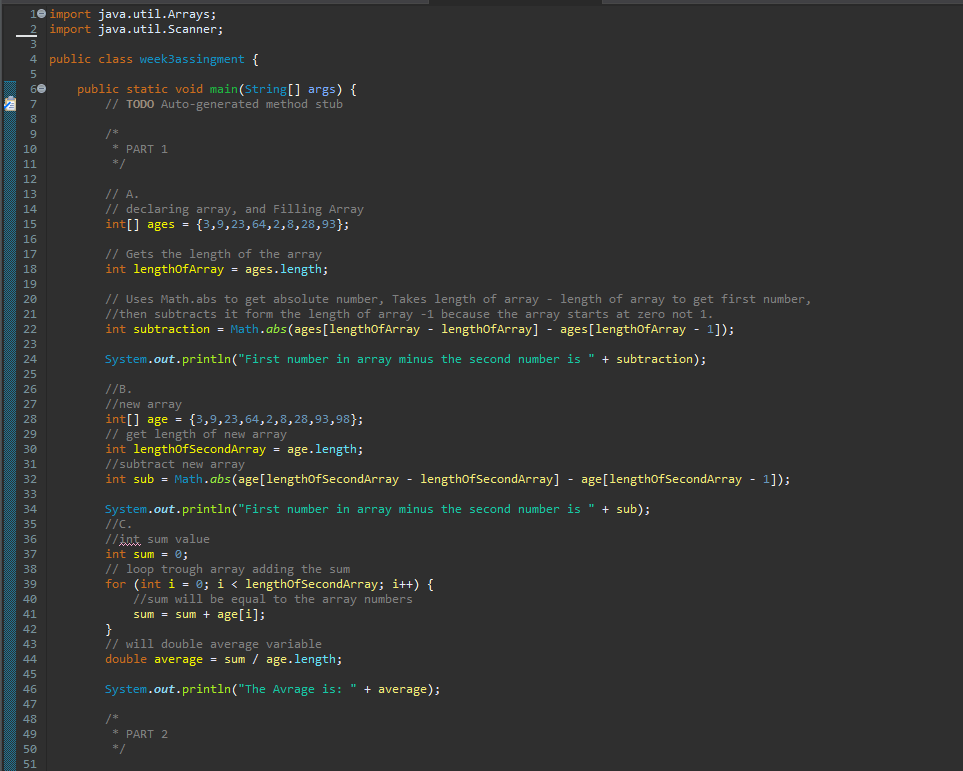 1 import java.util.Arrays;
2 import java.util.Scanner;
3
4 public class week3assingment {
5
6 public static void main(String[] args) {
7 // TODO Auto-generated method stub
8
9 /*
10 * PART 1
11 */
12
13 // A.
14 // declaring array, and Filling Array
15 int[] ages = {3,9,23,64,2,8,28,93};
16
17 // Gets the length of the array
18 int lengthOfArray = ages.length;
19
20 // Uses Math.abs to get absolute number, Takes length of array - length of array to get first number,
21 //then subtracts it form the length of array -1 because the array starts at zero not 1.
22 int subtraction = Math.abs(ages[lengthOfArray - lengthOfArray] - ages[lengthOfArray - 1]);
23
24 System.out.println("First number in array minus the second number is " + subtraction);
25
26 //B.
27 //new array
28 int[] age = {3,9,23,64,2,8,28,93,98};
29 // get length of new array
30 int lengthOfSecondArray = age.length;
31 //subtract new array
32 int sub = Math.abs(age[lengthOfSecondArray - lengthOfSecondArray] - age[lengthOfSecondArray - 1]);
33
34 System.out.println("First number in array minus the second number is " + sub);
35 //C.
36 //int sum value
37 int sum = 0;
38 // loop trough array adding the sum
39 for (int i = 0; i < lengthOfSecondArray; i++) {
40 //sum will be equal to the array numbers
41 sum = sum + age[i];
42 }
43 // will double average variable
44 double average = sum / age.length;
45
46 System.out.println("The Avrage is: " + average);
47
48 /*
49 * PART 2
50 */
51